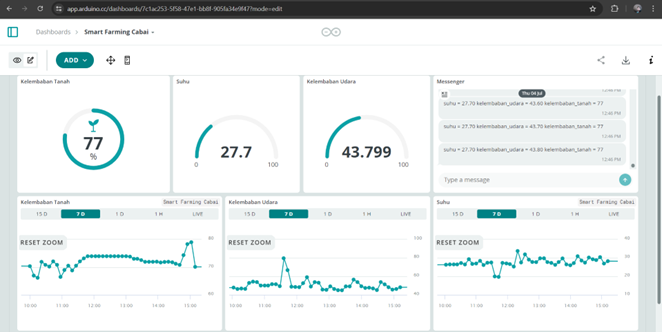 app.arduino.cc/dashboards/7c1ac253-5f58-47e1-bb8f-905fa34e9f47?mode=edit
Dashboards > Smart Farming Cabai
ADD
Kelembaban Tanah
77
%
Suhu
27.7
0 100
Kelembaban Udara
43.799
0 100
Messenger
Thu 04 Jul
12:46 PM
suhu = 27.70 kelembaban_udara = 43.60 kelembaban_tanah = 77
12:46 PM
suhu = 27.70 kelembaban_udara = 43.70 kelembaban_tanah = 77
12:46 PM
suhu = 27.70 kelembaban_udara = 43.80 kelembaban_tanah = 77
12:46 PM
Type a message
Kelembaban Tanah Smart Farming Cabai
15 D 7 D 1 D 1 H LIVE
RESET ZOOM
80
70
60
10:00 11:00 12:00 13:00 14:00 15:00
Kelembaban Udara Smart Farming Cabai
15 D 7 D 1 D 1 H LIVE
RESET ZOOM
100
80
60
40
10:00 11:00 12:00 13:00 14:00 15:00
Suhu Smart Farming Cabai
15 D 7 D 1 D 1 H LIVE
RESET ZOOM
40
30
20
10
10:00 11:00 12:00 13:00 14:00 15:00